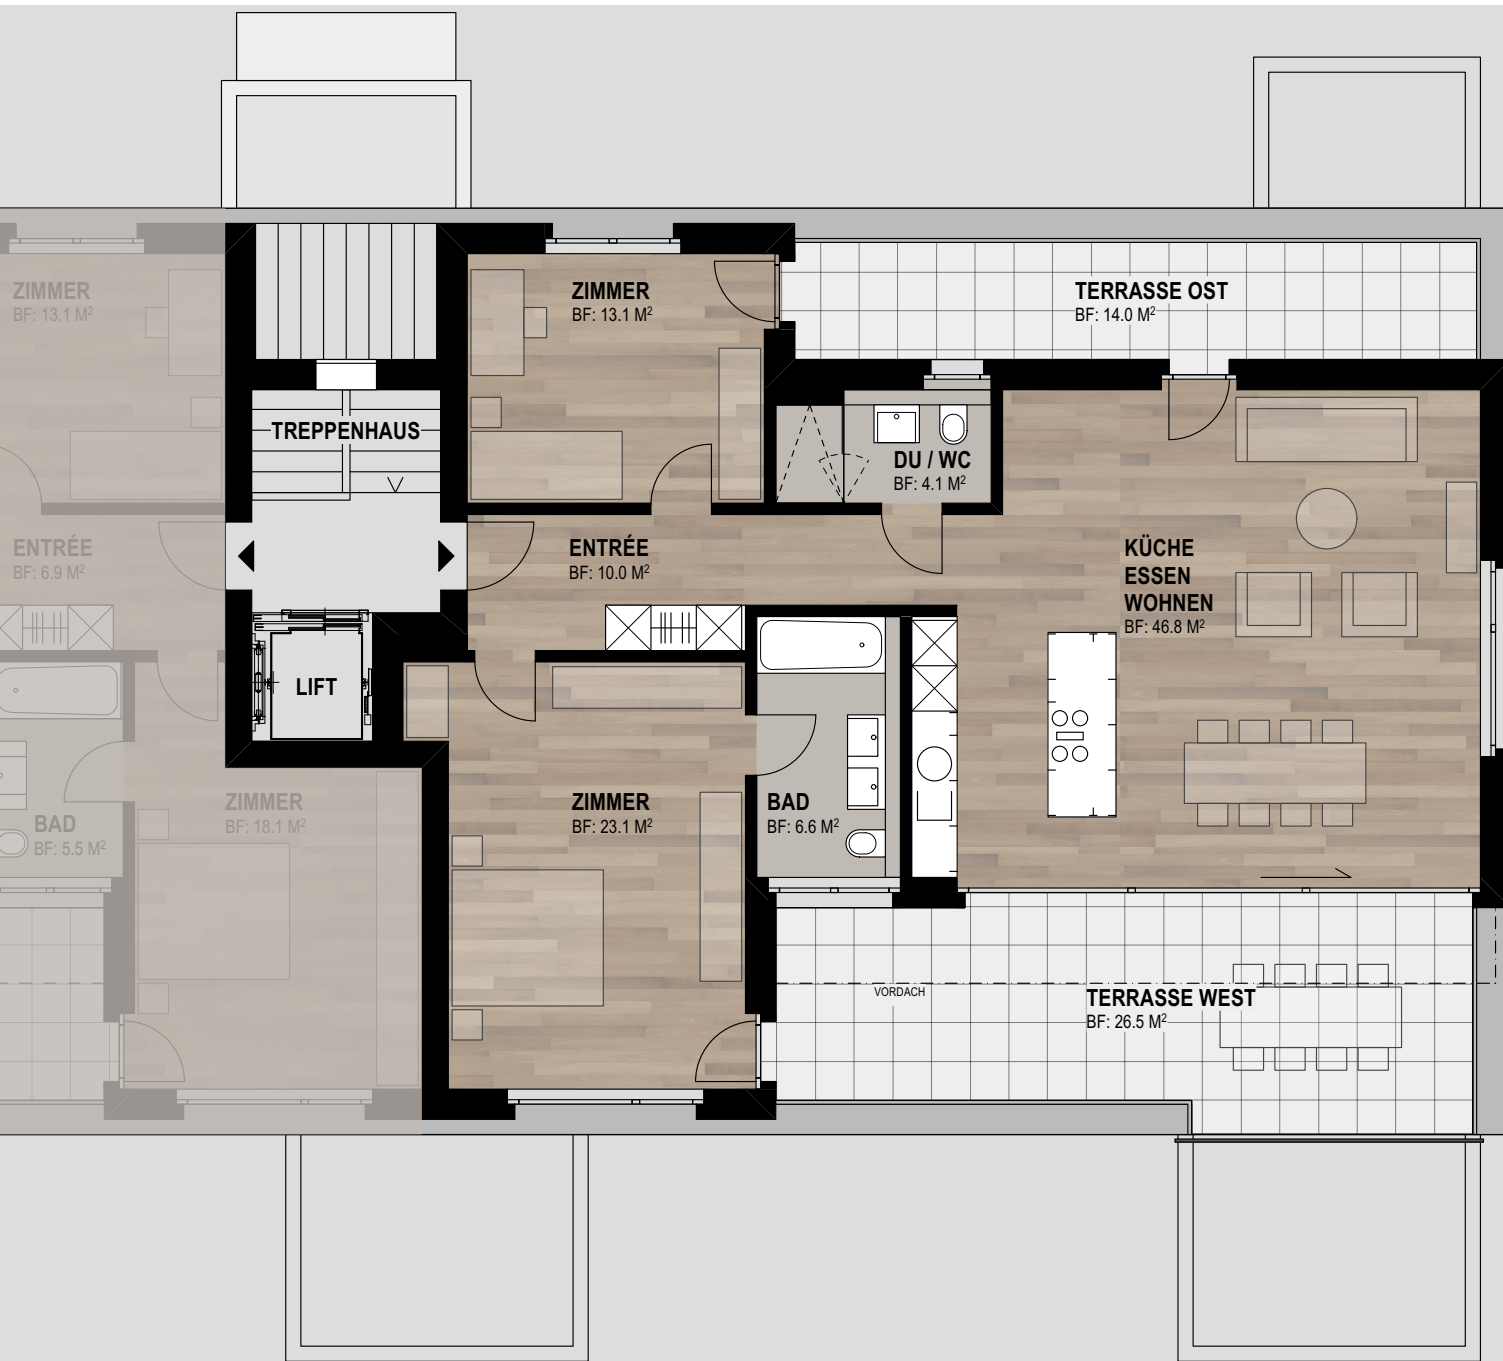 ZIMMER
BF: 13.1 M²
ZIMMER
BF: 13.1 M²
TERRASSE OST
BF: 14.0 M²
TREPPENHAUS
DU / WC
BF: 4.1 M²
ENTRÉE
BF: 6.9 M²
ENTRÉE
BF: 10.0 M²
KÜCHE
ESSEN
WOHNEN
BF: 46.8 M²
LIFT
ZIMMER
BF: 18.1 M²
BAD
BF: 5.5 M²
ZIMMER
BF: 23.1 M²
BAD
BF: 6.6 M²
VORDACH
TERRASSE WEST
BF: 26.5 M²